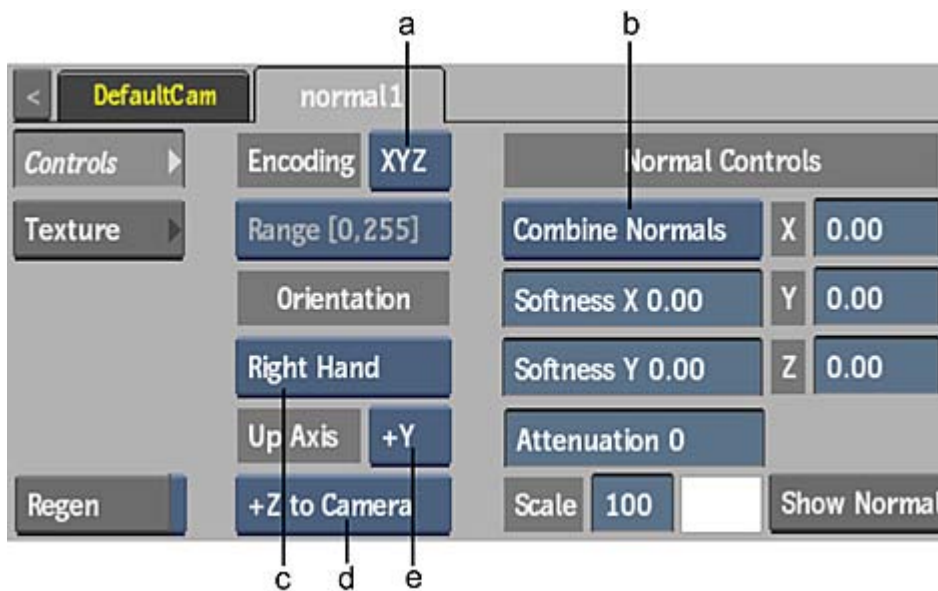 a b
< DefaultCam normal1
Controls Encoding XYZ Normal Controls
Texture Range [0,255] Combine Normals X 0.00
Orientation Softness X 0.00 Y 0.00
Right Hand Softness Y 0.00 Z 0.00
Up Axis +Y Attenuation 0
Regen +Z to Camera Scale 100 Show Normal
c d e